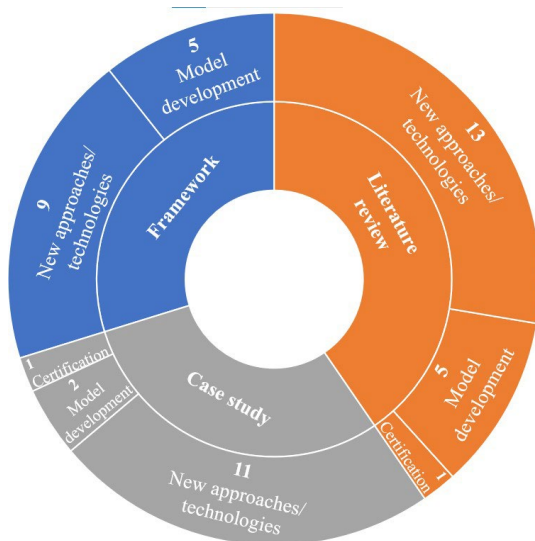 5
Model
development
13
New approaches/
technologies
9
New approaches/
technologies
Framework
Literature
review
1
Certification
2
Model
development
Case study
11
New approaches/
technologies
5
Model
development
1
Certification